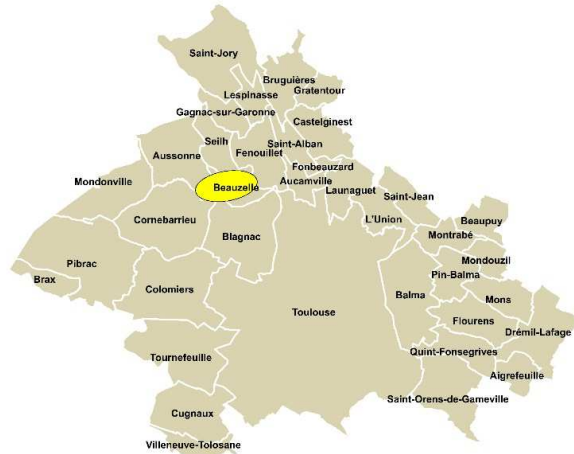 Saint-Jory
Bruguières
Lespinasse
Gratentour
Gagnac-sur-Garonne
Castelginest
Seilh
Saint-Alban
Aussonne
Fenouillet
Fonbeauzard
Mondonville
Beauzelle
Aucamville
Launaguet
Saint-Jean
Cornebarrieu
L'Union
Beaupuy
Blagnac
Montrabé
Pibrac
Mondouzil
Brax
Colomiers
Pin-Balma
Balma
Mons
Toulouse
Flourens
Drémil-Lafage
Tournefeuille
Quint-Fonsegrives
Aigrefeuille
Saint-Orens-de-Gameville
Cugnaux
Villeneuve-Tolosane